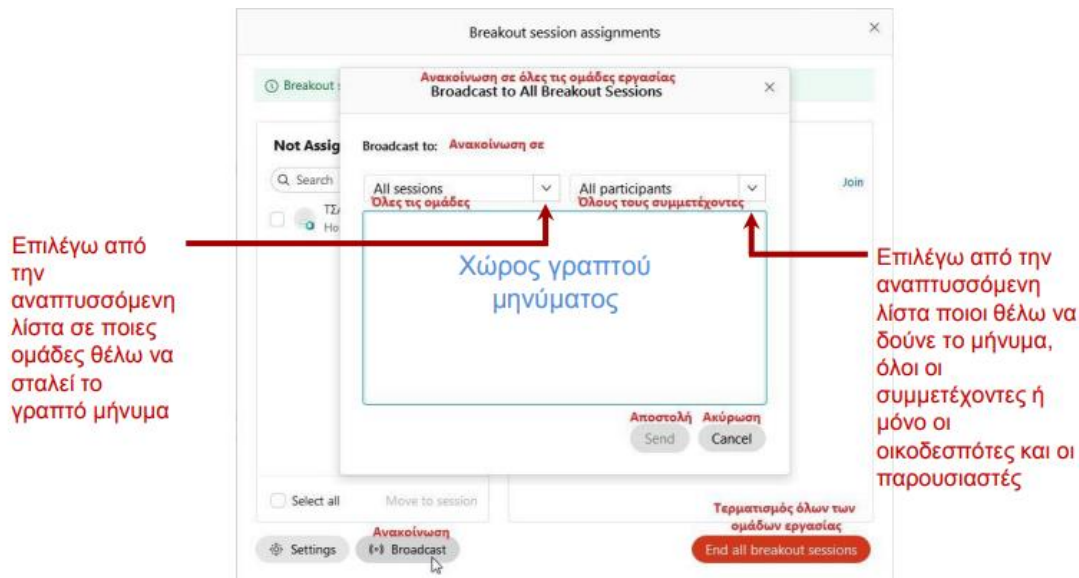 Breakout session assignments
Breakout
Ανακοίνωση σε όλες τις ομάδες εργασίας
Broadcast to All Breakout Sessions
Not Assig
Broadcast to: Ανακοίνωση σε
Search
All sessions
All participants
Join
Όλες τις ομάδες
Όλους τους συμμετέχοντες
Χώρος γραπτού
μηνύματος
Επιλέγω από
την
αναπτυσσόμενη
λίστα σε ποιες
ομάδες θέλω να
σταλεί το
γραπτό μήνυμα
Επιλέγω από την
αναπτυσσόμενη
λίστα ποιοι θέλω να
δούνε το μήνυμα,
όλοι οι
συμμετέχοντες ή
μόνο οι
οικοδεσπότες και οι
παρουσιαστές
Αποστολή Ακύρωση
Send Cancel
Select all Move to session
Τερματισμός όλων των
ομάδων εργασίας
Ανακοίνωση
Settings Broadcast End all breakout sessions